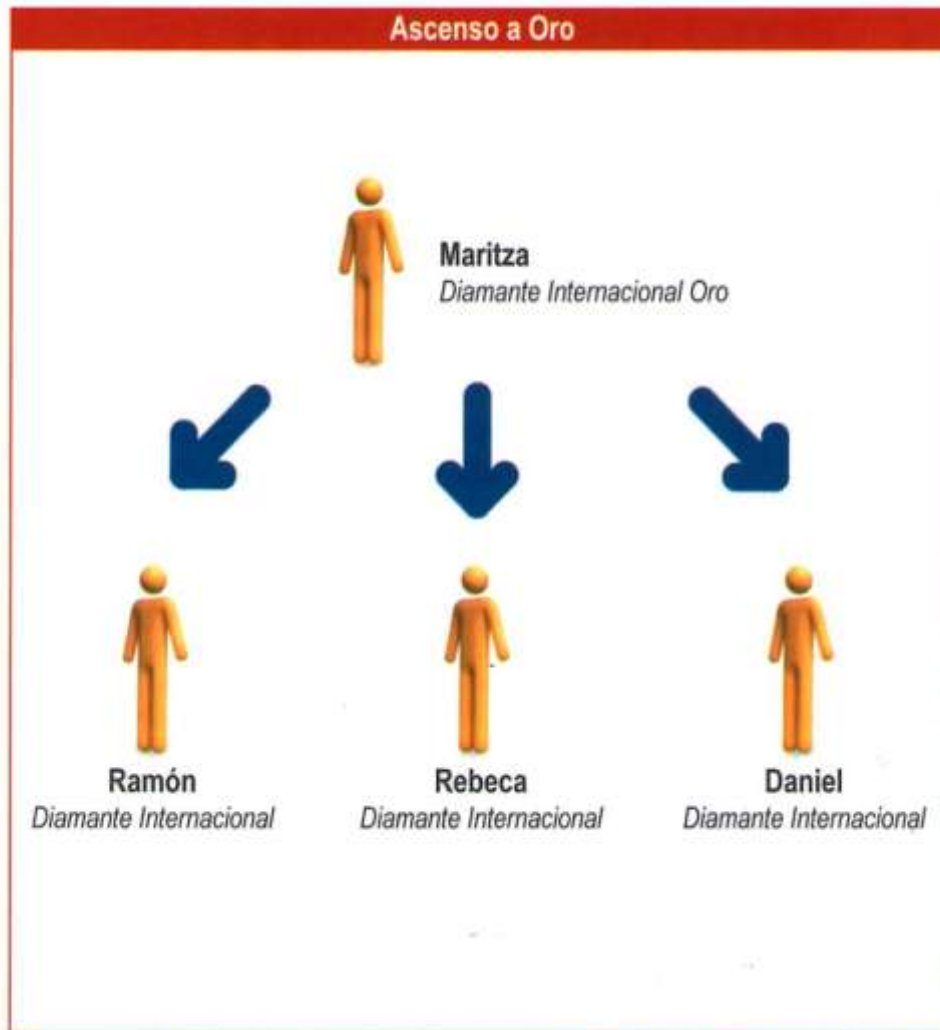 Ascenso a Oro
Maritza
Diamante Internacional Oro
Ramón
Diamante Internacional
Rebeca
Diamante Internacional
Daniel
Diamante Internacional